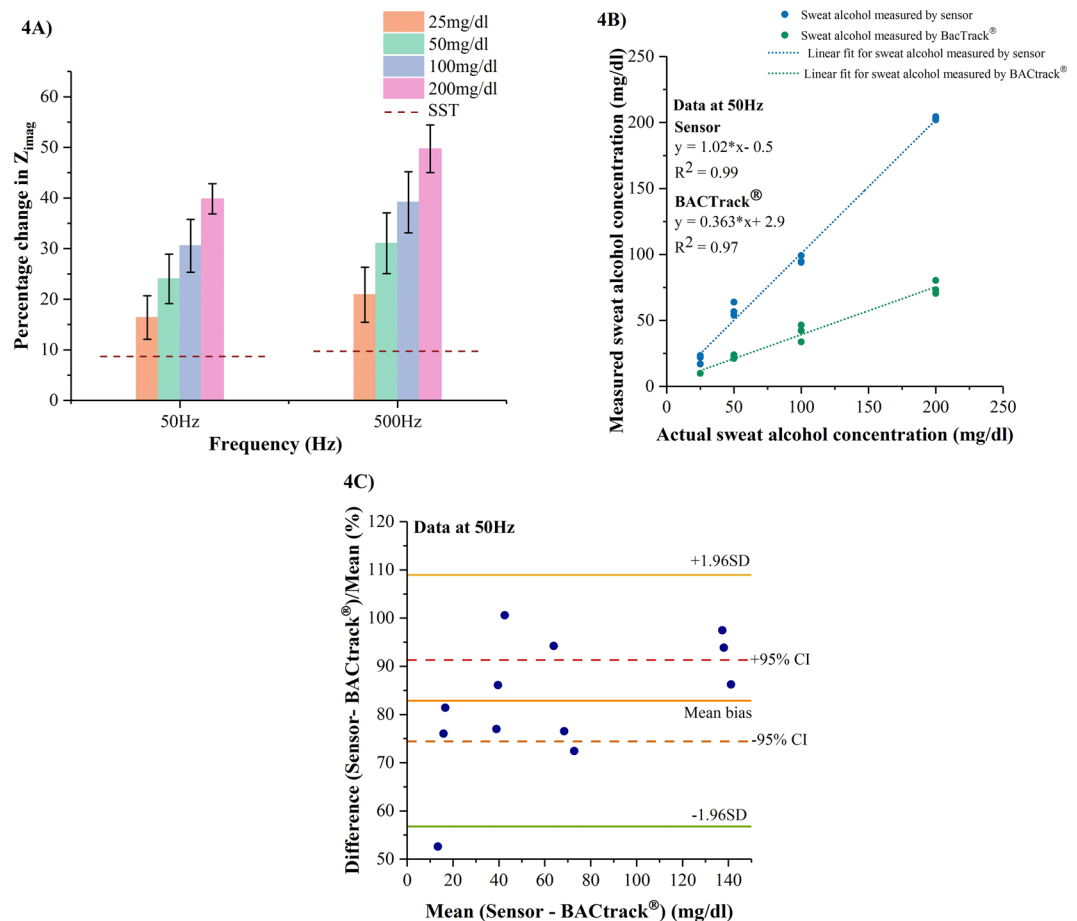 4A)
25mg/dl
50mg/dl
100mg/dl
200mg/dl
SST
Percentage change in Zimag
60
50
40
30
20
10
0
50Hz
500Hz
Frequency (Hz)
4B)
Sweat alcohol measured by sensor
Sweat alcohol measured by BacTrack®
Linear fit for sweat alcohol measured by sensor
Linear fit for sweat alcohol measured by BACtrack®
Measured sweat alcohol concentration (mg/dl)
250
200
150
100
50
0
Data at 50Hz
Sensor
y = 1.02*x- 0.5
R2 = 0.99
BACTrack®
y = 0.363*x+ 2.9
R2 = 0.97
0 50 100 150 200 250
Actual sweat alcohol concentration (mg/dl)
4C)
Difference (Sensor- BACtrack®)/Mean (%)
120
110
100
90
80
70
60
50
Data at 50Hz
+1.96SD
+95% CI
Mean bias
-95% CI
-1.96SD
0 20 40 60 80 100 120 140
Mean (Sensor - BACtrack®) (mg/dl)